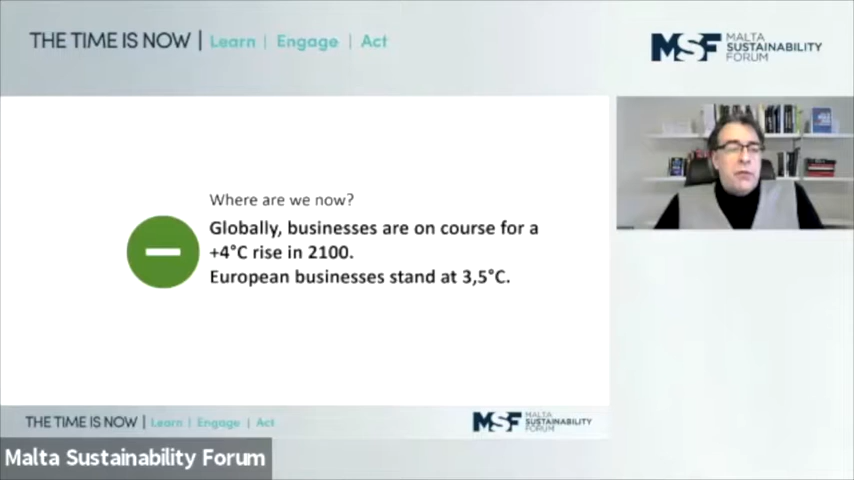 THE TIME IS NOW | Learn | Engage | Act
MSF MALTA
SUSTAINABILITY
FORUM
Where are we now?
Globally, businesses are on course for a
+4°C rise in 2100.
European businesses stand at 3,5°C.
THE TIME IS NOW | Learn | Engage | Act
MSF MALTA
SUSTAINABILITY
FORUM
Malta Sustainability Forum